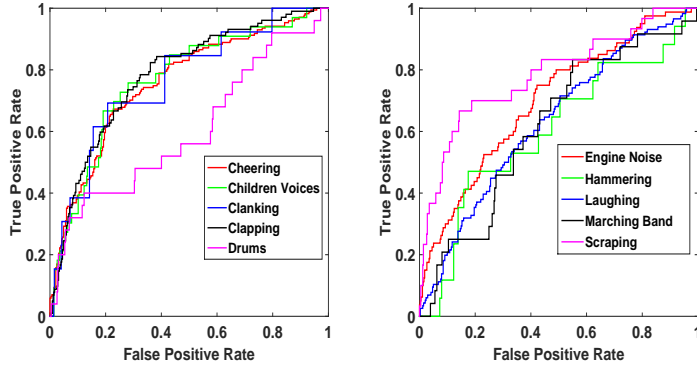 True Positive Rate
1
0.8
0.6
0.4
0.2
0
0
0.2
0.4
0.6
0.8
1
False Positive Rate
Cheering
Children Voices
Clanking
Clapping
Drums
True Positive Rate
1
0.8
0.6
0.4
0.2
0
0
0.2
0.4
0.6
0.8
1
False Positive Rate
Engine Noise
Hammering
Laughing
Marching Band
Scraping